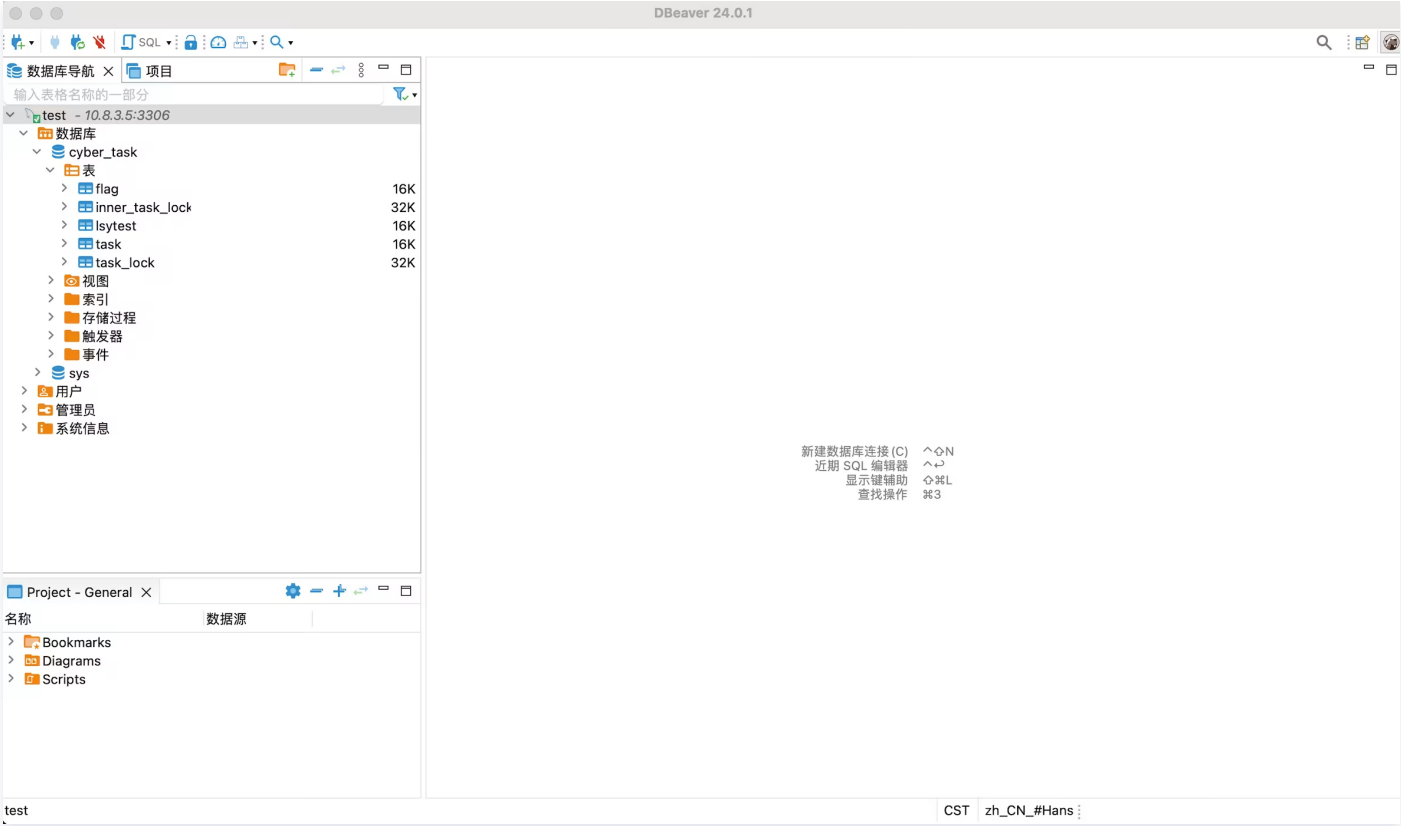 DBeaver 24.0.1
SQL
数据库导航 项目
输入表格名称的一部分
test - 10.8.3.5:3306
数据库
cyber_task
表
flag 16K
inner_task_lock 32K
lsytest 16K
task 16K
task_lock 32K
视图
索引
存储过程
触发器
事件
sys
用户
管理员
系统信息
新建数据库连接(C) ^⇧N
近期 SQL 编辑器 ^↩
显示键辅助 ⇧⌘L
查找操作 ⌘3
Project - General
名称 数据源
Bookmarks
Diagrams
Scripts
test CST zh_CN_#Hans